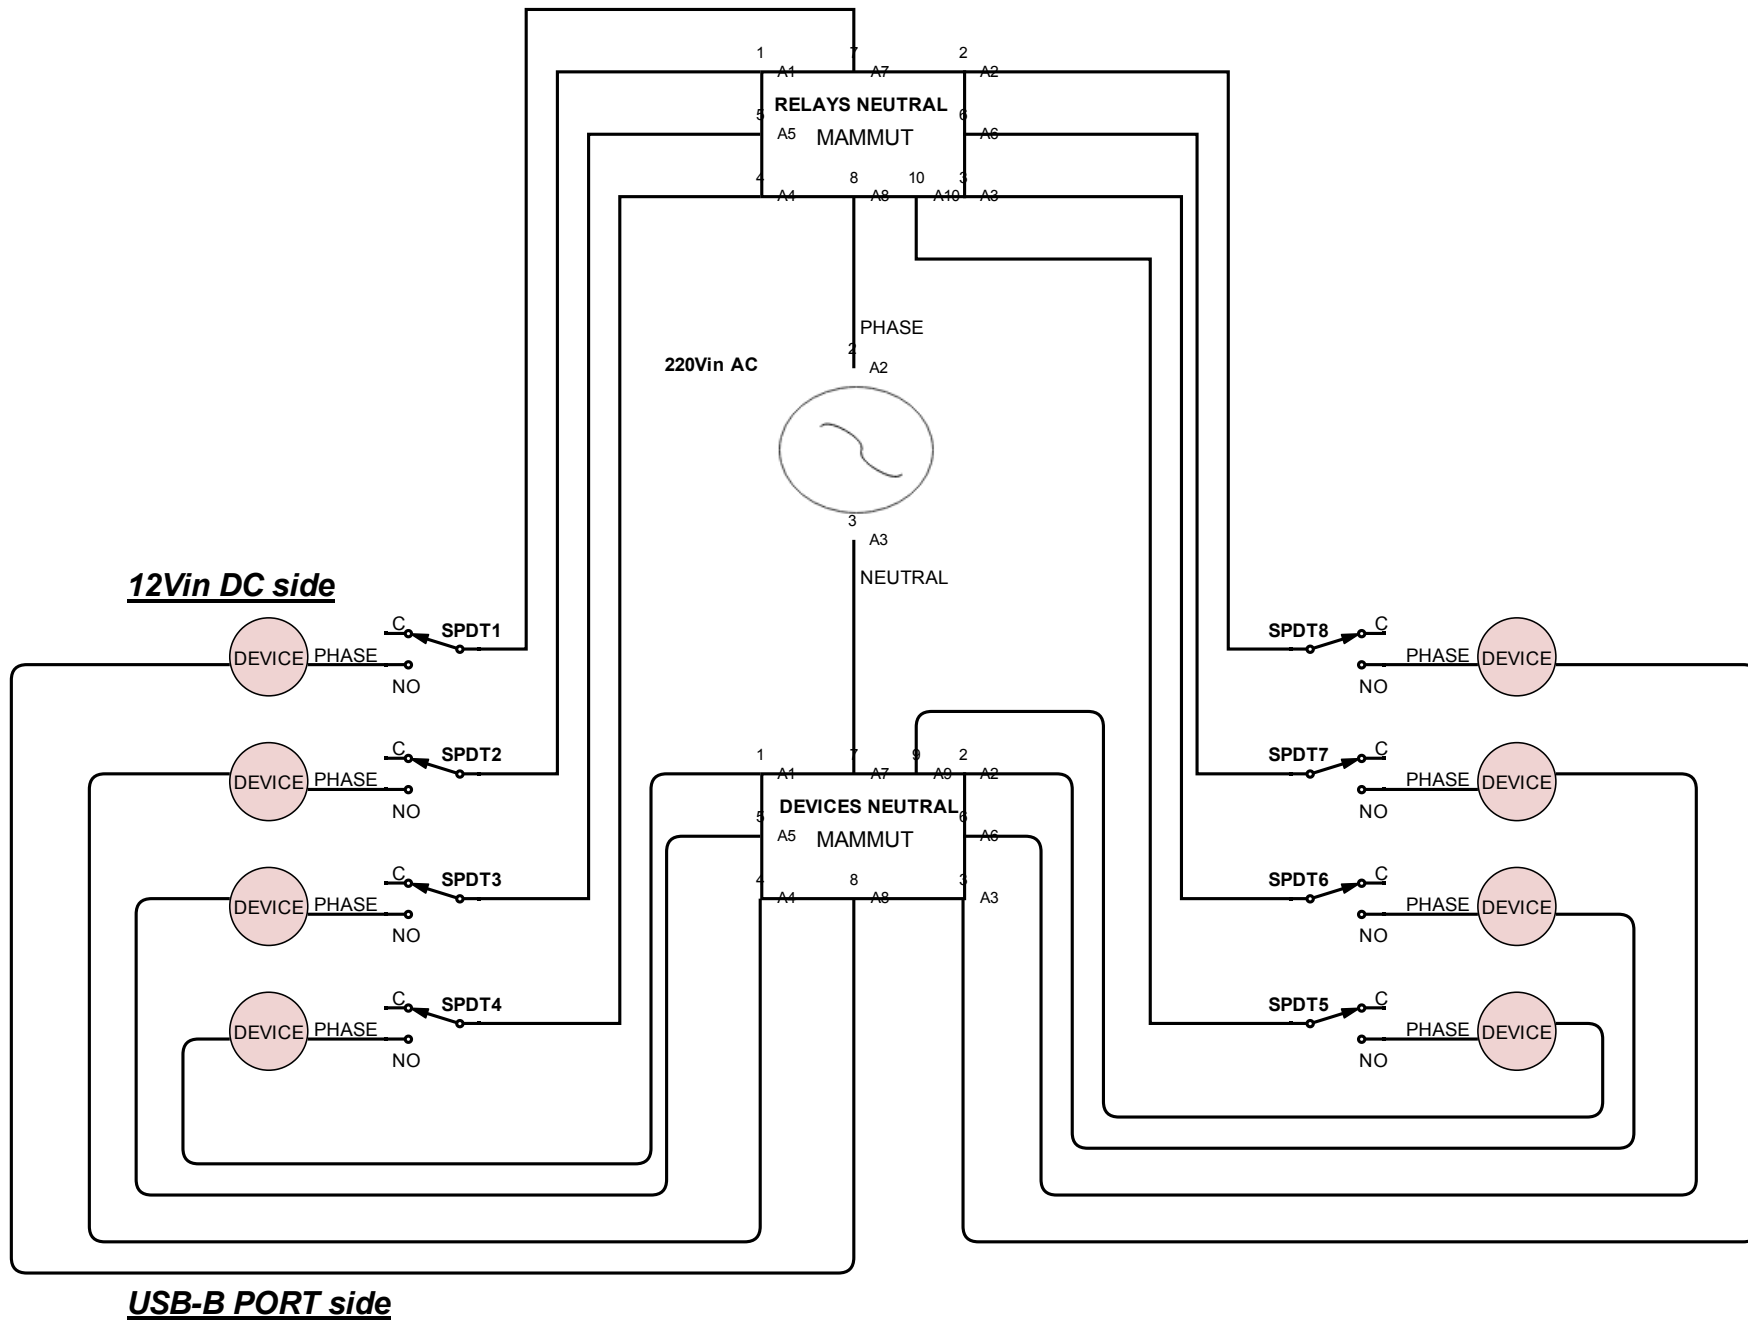 1 7 2
A1 A7 A2
RELAYS NEUTRAL
5 6
A5 MAMMUT A6
4 8 10 3
A4 A8 A10 A3
PHASE
2
220Vin AC A2
3
A3
NEUTRAL
12Vin DC side
C SPDT1 SPDT8 C
DEVICE PHASE PHASE DEVICE
NO NO
C SPDT2 1 7 9 2 SPDT7 C
DEVICE PHASE A1 A7 A9 A2 PHASE DEVICE
NO DEVICES NEUTRAL NO
5 6
A5 MAMMUT A6
C SPDT3 4 8 3 SPDT6 C
DEVICE PHASE A4 A8 A3 PHASE DEVICE
NO NO
C SPDT4 SPDT5 C
DEVICE PHASE PHASE DEVICE
NO NO
USB-B PORT side